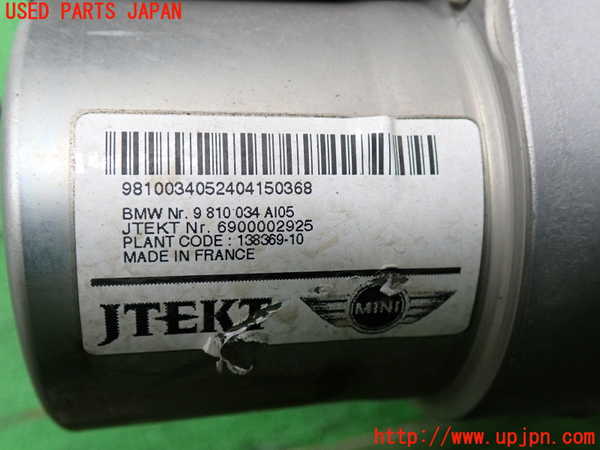 USED PARTS JAPAN
9810034052404150368
BMW Nr. 9 810 034 AI05
JTEKT Nr. 6900002925
PLANT CODE : 138369-10
MADE IN FRANCE
JTEKT
MINI
http://www.upjpn.com/